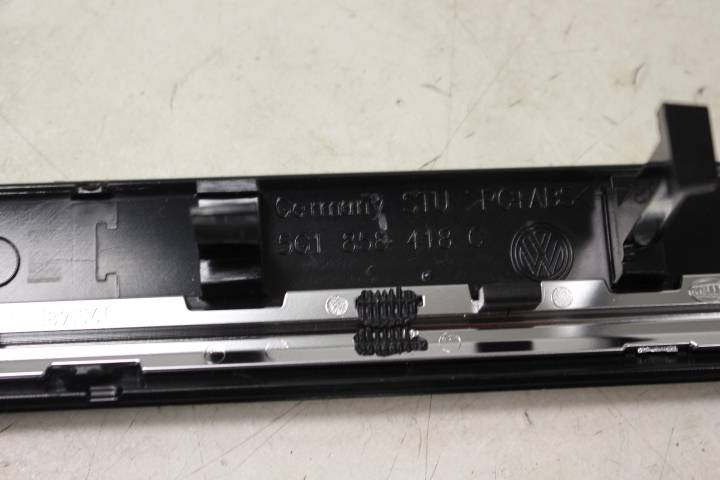 Germany STU >PC+ABS<
5G1 858 418 C